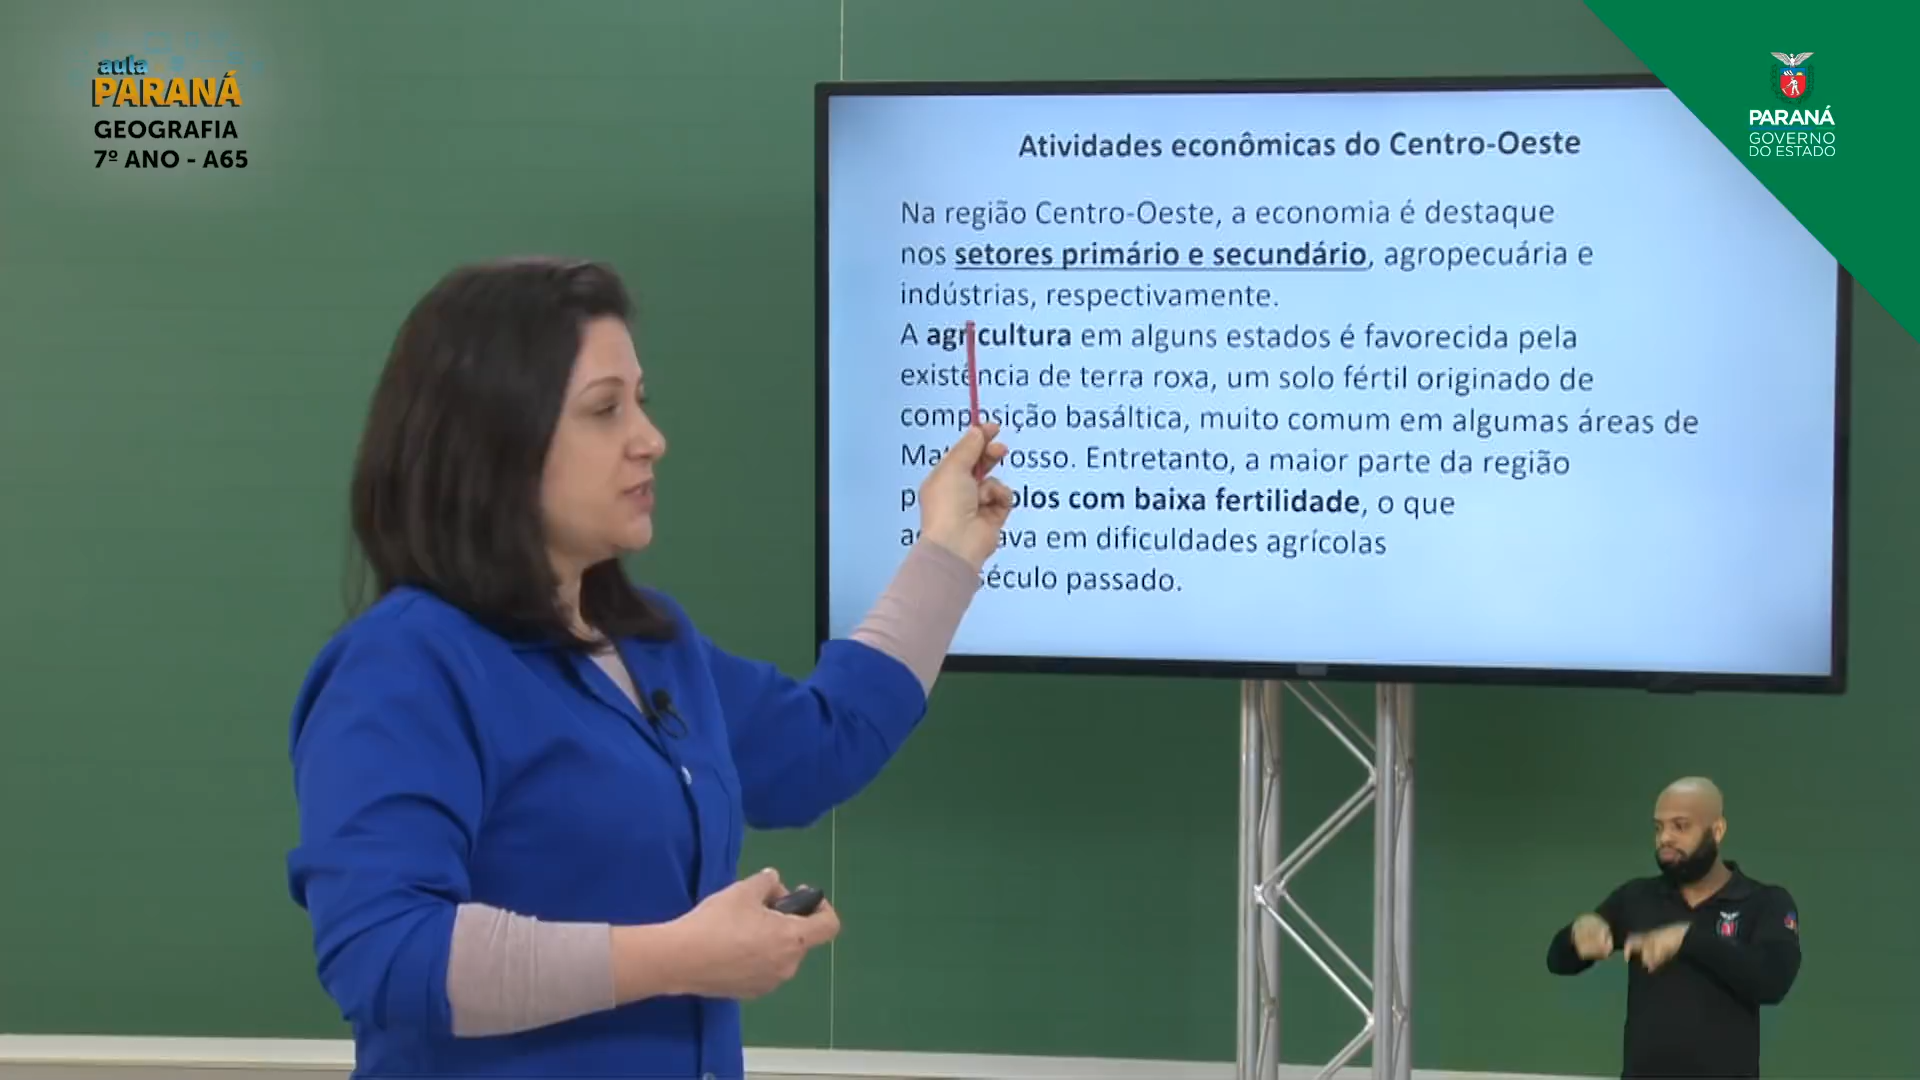 aula
PARANÁ
GEOGRAFIA
7º ANO - A65
PARANÁ
GOVERNO
DO ESTADO
Atividades econômicas do Centro-Oeste
Na região Centro-Oeste, a economia é destaque
nos setores primário e secundário, agropecuária e
indústrias, respectivamente.
A agricultura em alguns estados é favorecida pela
existência de terra roxa, um solo fértil originado de
composição basáltica, muito comum em algumas áreas de
rosso. Entretanto, a maior parte da região
olos com baixa fertilidade, o que
ava em dificuldades agrícolas
século passado.